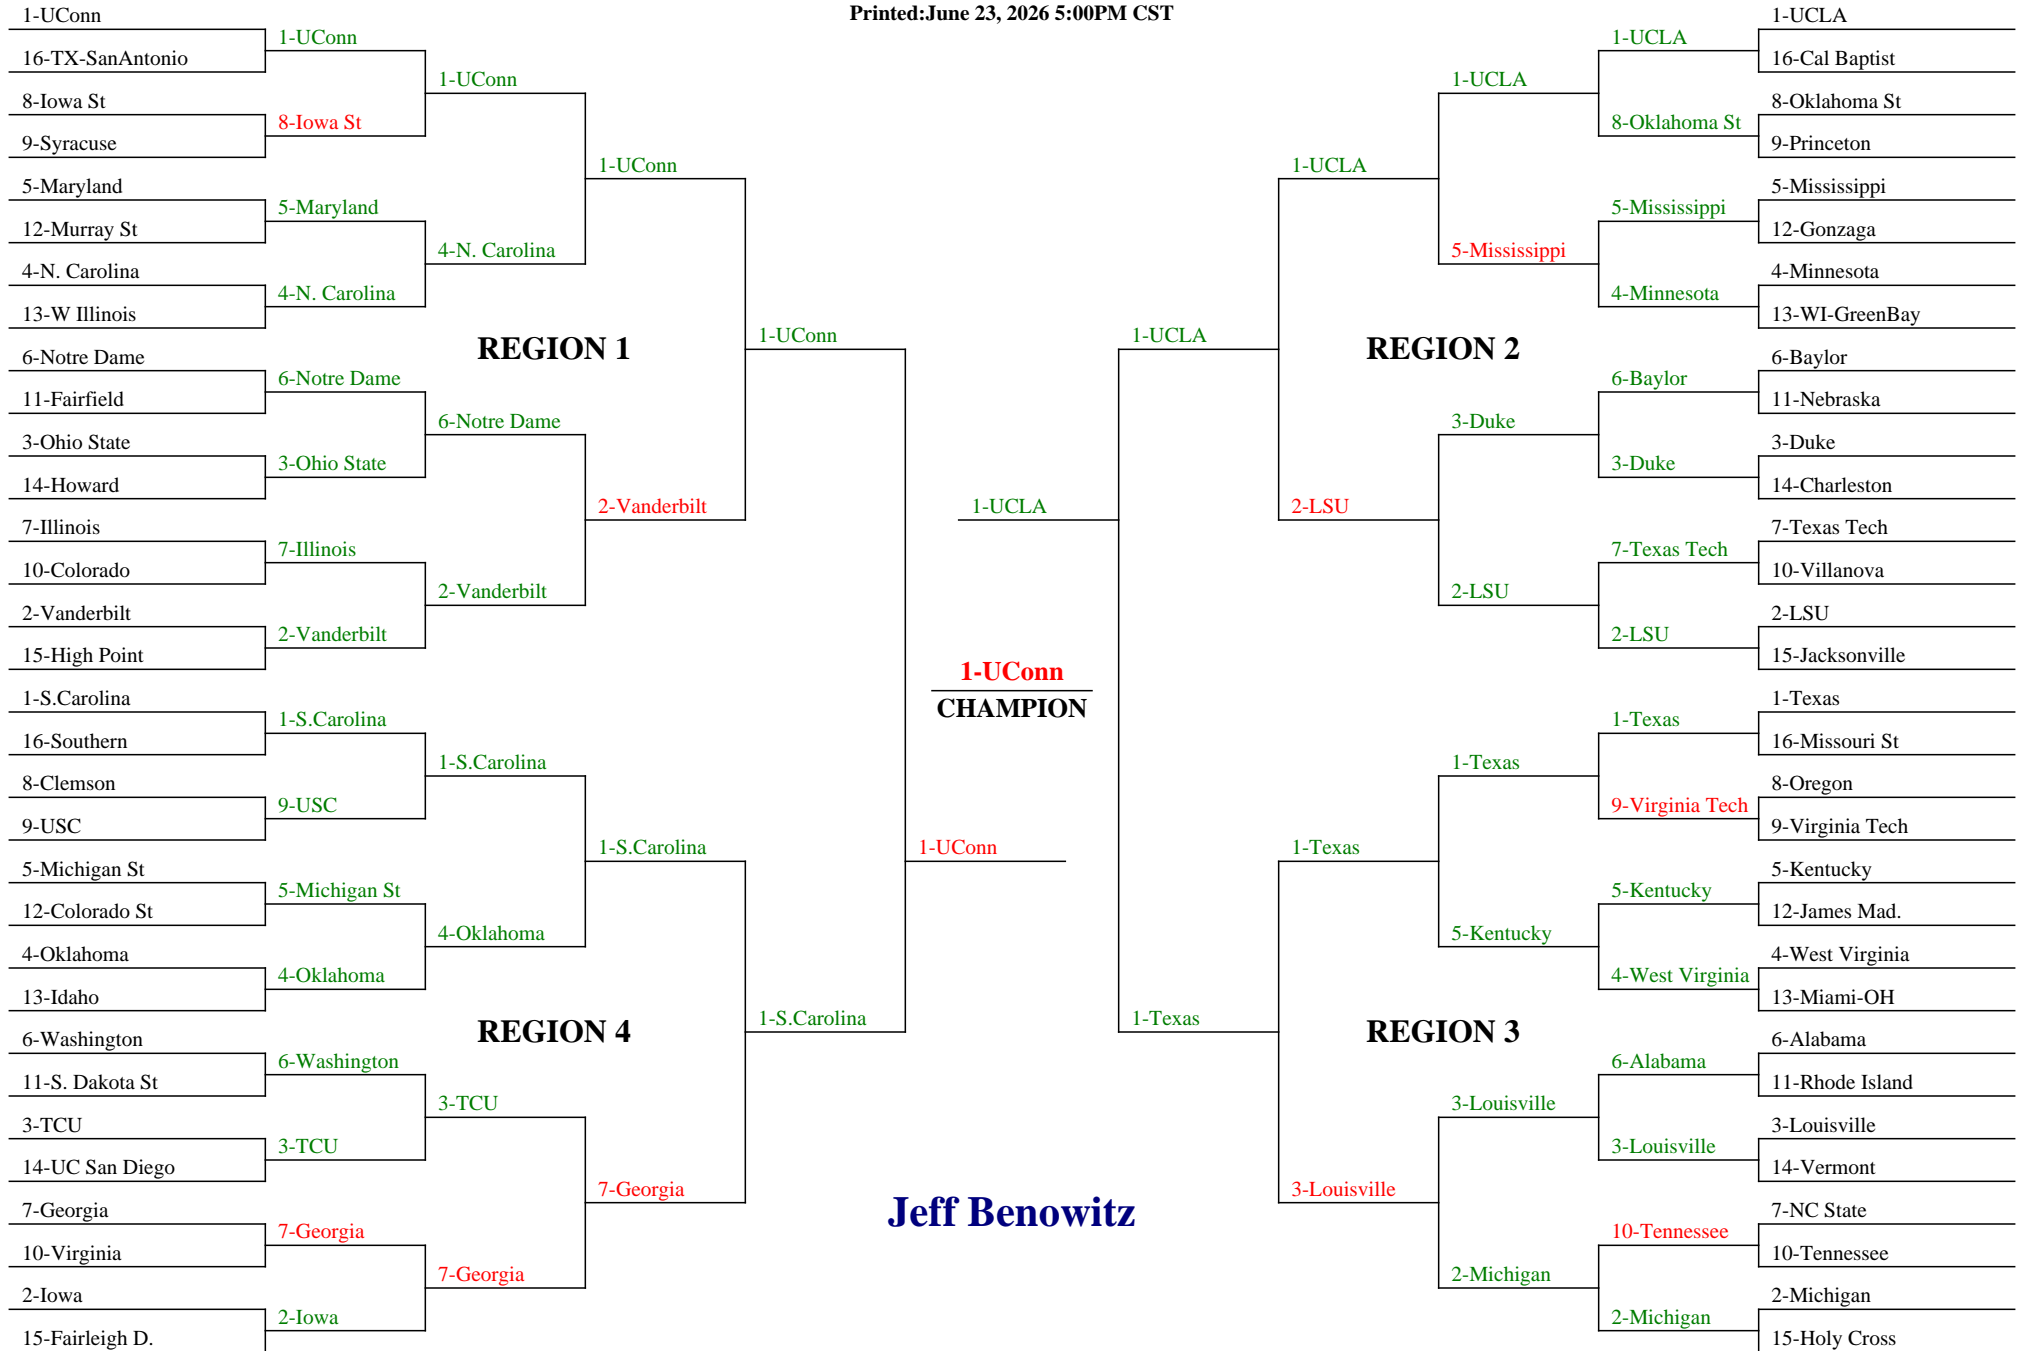 Printed:June 23, 2026 5:00PM CST
1-UConn
16-TX-SanAntonio
8-Iowa St
9-Syracuse
5-Maryland
12-Murray St
4-N. Carolina
13-W Illinois
6-Notre Dame
11-Fairfield
3-Ohio State
14-Howard
7-Illinois
10-Colorado
2-Vanderbilt
15-High Point
1-S.Carolina
16-Southern
8-Clemson
9-USC
5-Michigan St
12-Colorado St
4-Oklahoma
13-Idaho
6-Washington
11-S. Dakota St
3-TCU
14-UC San Diego
7-Georgia
10-Virginia
2-Iowa
15-Fairleigh D.
1-UConn
8-Iowa St
5-Maryland
4-N. Carolina
6-Notre Dame
3-Ohio State
7-Illinois
2-Vanderbilt
1-S.Carolina
9-USC
5-Michigan St
4-Oklahoma
6-Washington
3-TCU
7-Georgia
2-Iowa
1-UConn
4-N. Carolina
REGION 1
6-Notre Dame
2-Vanderbilt
1-S.Carolina
4-Oklahoma
REGION 4
3-TCU
7-Georgia
1-UConn
2-Vanderbilt
1-S.Carolina
7-Georgia
1-UConn
1-S.Carolina
1-UConn
1-UCLA
1-UConn
CHAMPION
Jeff Benowitz
1-UCLA
1-Texas
1-UCLA
2-LSU
1-Texas
3-Louisville
1-UCLA
5-Mississippi
REGION 2
3-Duke
2-LSU
1-Texas
5-Kentucky
REGION 3
3-Louisville
2-Michigan
1-UCLA
8-Oklahoma St
5-Mississippi
4-Minnesota
6-Baylor
3-Duke
7-Texas Tech
2-LSU
1-Texas
9-Virginia Tech
5-Kentucky
4-West Virginia
6-Alabama
3-Louisville
10-Tennessee
2-Michigan
1-UCLA
16-Cal Baptist
8-Oklahoma St
9-Princeton
5-Mississippi
12-Gonzaga
4-Minnesota
13-WI-GreenBay
6-Baylor
11-Nebraska
3-Duke
14-Charleston
7-Texas Tech
10-Villanova
2-LSU
15-Jacksonville
1-Texas
16-Missouri St
8-Oregon
9-Virginia Tech
5-Kentucky
12-James Mad.
4-West Virginia
13-Miami-OH
6-Alabama
11-Rhode Island
3-Louisville
14-Vermont
7-NC State
10-Tennessee
2-Michigan
15-Holy Cross